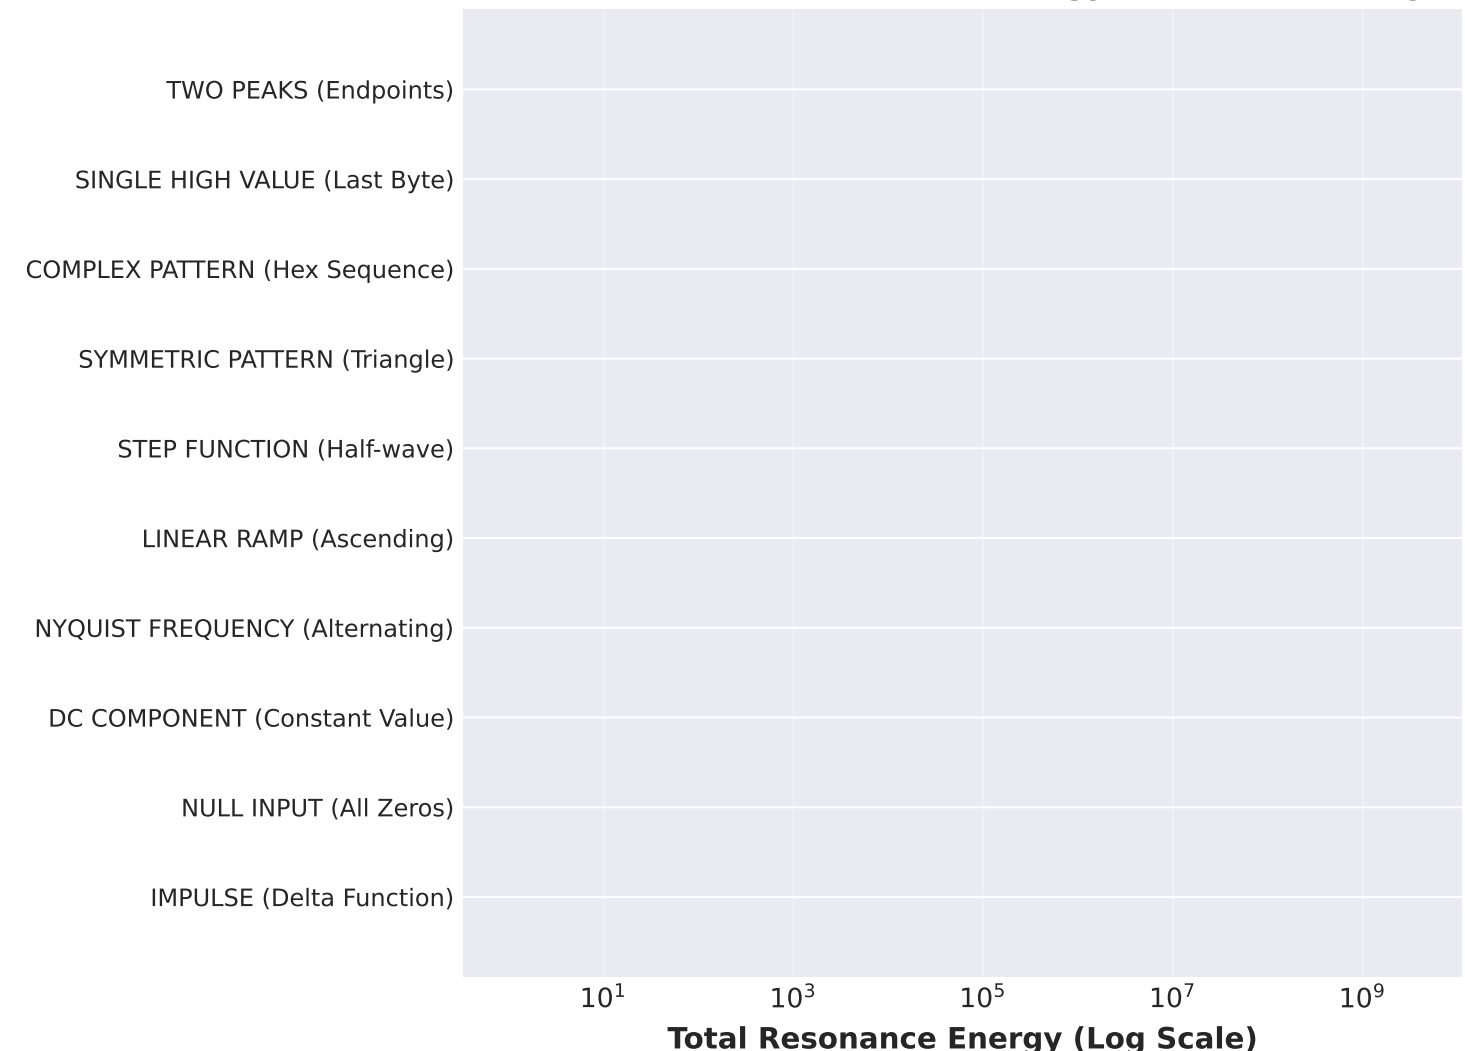 TWO PEAKS (Endpoints)
SINGLE HIGH VALUE (Last Byte)
COMPLEX PATTERN (Hex Sequence)
SYMMETRIC PATTERN (Triangle)
STEP FUNCTION (Half-wave)
LINEAR RAMP (Ascending)
NYQUIST FREQUENCY (Alternating)
DC COMPONENT (Constant Value)
NULL INPUT (All Zeros)
IMPULSE (Delta Function)
10¹ 10³ 10⁵ 10⁷ 10⁹
Total Resonance Energy (Log Scale)